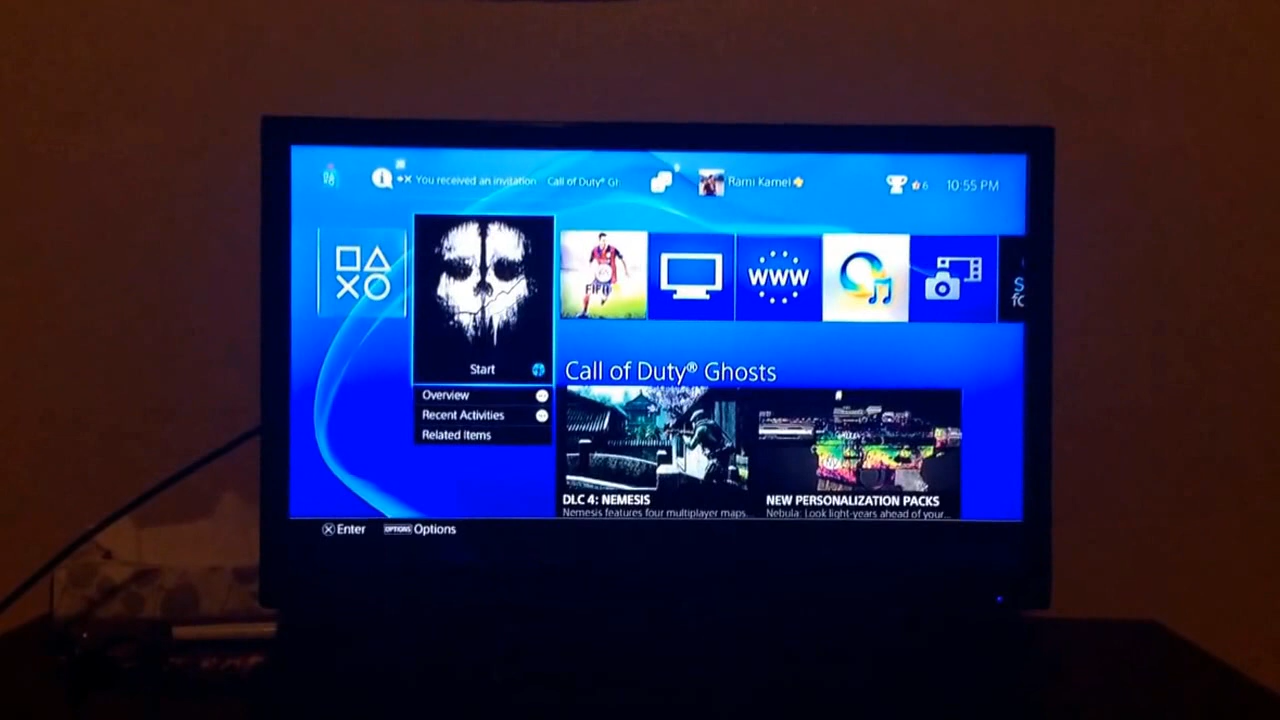 You received an invitation Call of Duty® Gh
Rami Kamel
6
10:55 PM
FIFA
WWW
S
fo
Start
Call of Duty® Ghosts
Overview
Recent Activities
Related Items
DLC 4: NEMESIS
Nemesis features four multiplayer maps.
NEW PERSONALIZATION PACKS
Nebula: Look light-years ahead of your...
Enter
OPTIONS Options